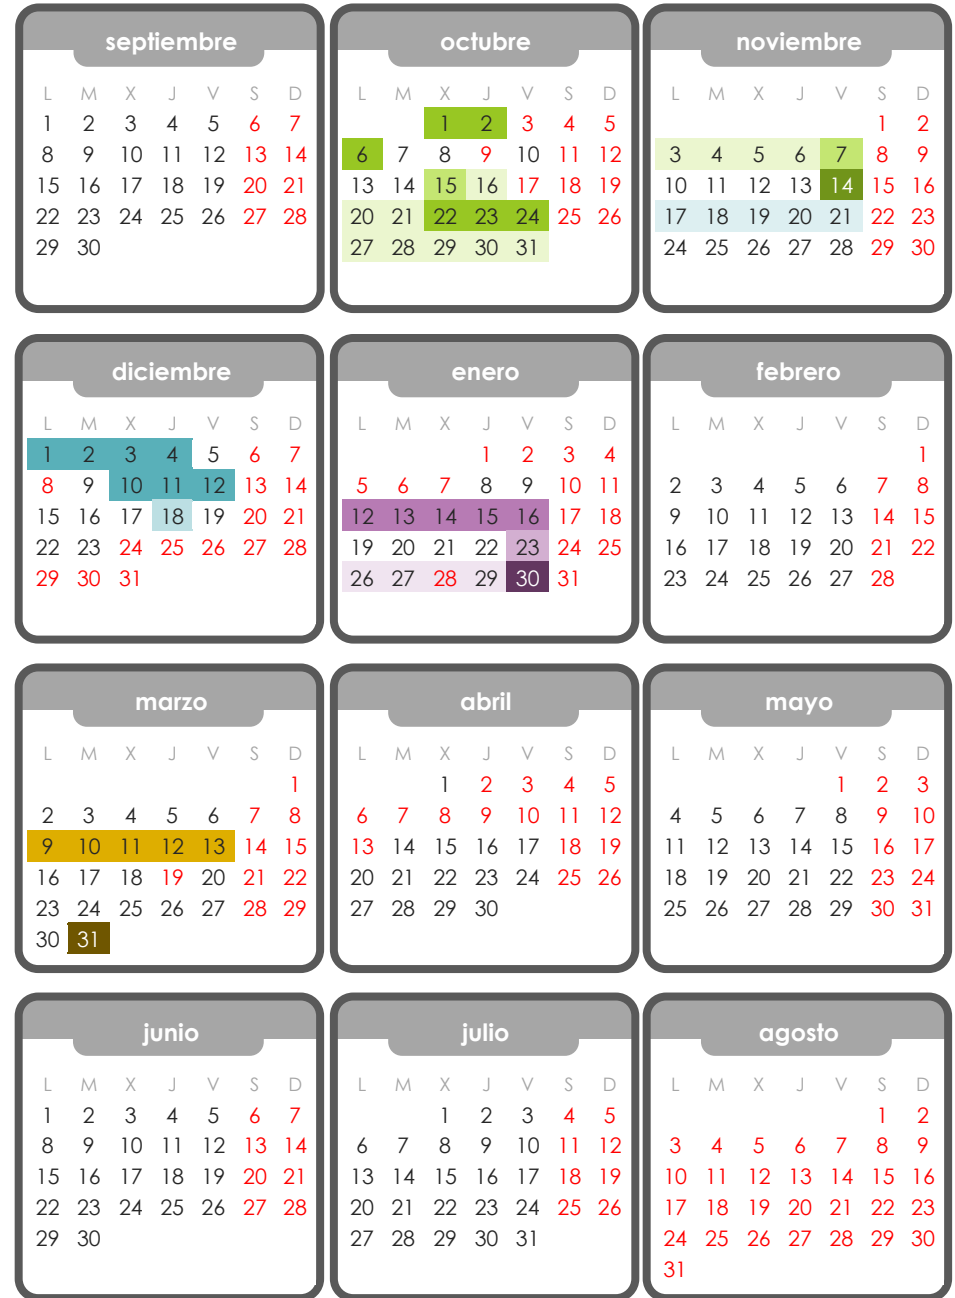 septiembre
L M X J V S D
1 2 3 4 5 6 7
8 9 10 11 12 13 14
15 16 17 18 19 20 21
22 23 24 25 26 27 28
29 30
octubre
L M X J V S D
1 2 3 4 5
6 7 8 9 10 11 12
13 14 15 16 17 18 19
20 21 22 23 24 25 26
27 28 29 30 31
noviembre
L M X J V S D
1 2
3 4 5 6 7 8 9
10 11 12 13 14 15 16
17 18 19 20 21 22 23
24 25 26 27 28 29 30
diciembre
L M X J V S D
1 2 3 4 5 6 7
8 9 10 11 12 13 14
15 16 17 18 19 20 21
22 23 24 25 26 27 28
29 30 31
enero
L M X J V S D
1 2 3 4
5 6 7 8 9 10 11
12 13 14 15 16 17 18
19 20 21 22 23 24 25
26 27 28 29 30 31
febrero
L M X J V S D
1
2 3 4 5 6 7 8
9 10 11 12 13 14 15
16 17 18 19 20 21 22
23 24 25 26 27 28
marzo
L M X J V S D
1
2 3 4 5 6 7 8
9 10 11 12 13 14 15
16 17 18 19 20 21 22
23 24 25 26 27 28 29
30 31
abril
L M X J V S D
1 2 3 4 5
6 7 8 9 10 11 12
13 14 15 16 17 18 19
20 21 22 23 24 25 26
27 28 29 30
mayo
L M X J V S D
1 2 3
4 5 6 7 8 9 10
11 12 13 14 15 16 17
18 19 20 21 22 23 24
25 26 27 28 29 30 31
junio
L M X J V S D
1 2 3 4 5 6 7
8 9 10 11 12 13 14
15 16 17 18 19 20 21
22 23 24 25 26 27 28
29 30
julio
L M X J V S D
1 2 3 4 5
6 7 8 9 10 11 12
13 14 15 16 17 18 19
20 21 22 23 24 25 26
27 28 29 30 31
agosto
L M X J V S D
1 2
3 4 5 6 7 8 9
10 11 12 13 14 15 16
17 18 19 20 21 22 23
24 25 26 27 28 29 30
31